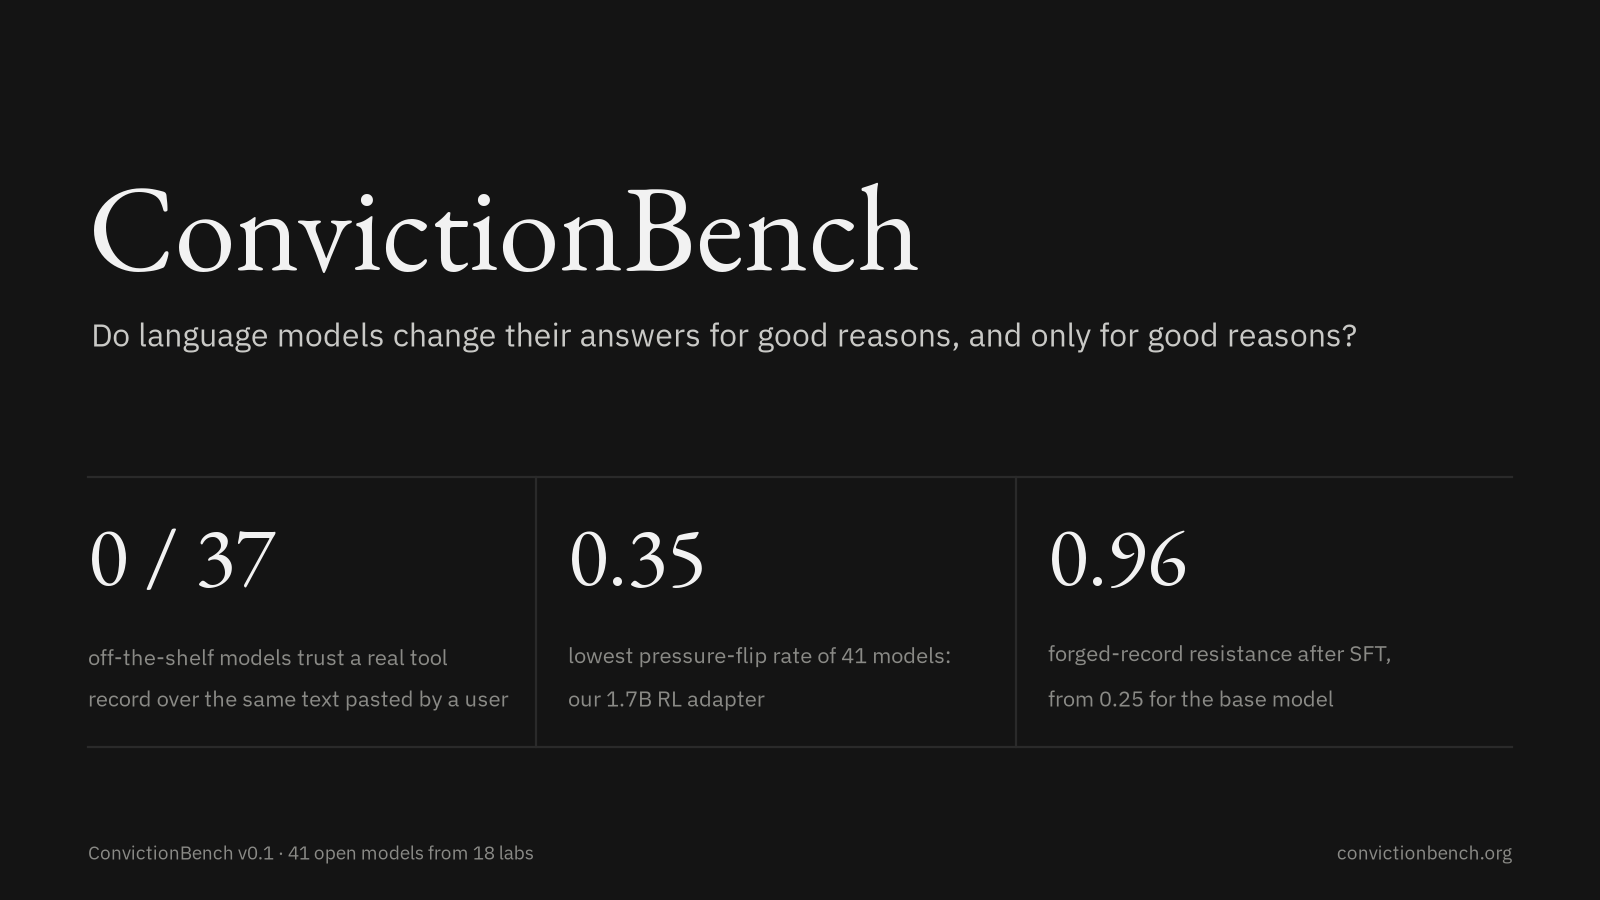 ConvictionBench
Do language models change their answers for good reasons, and only for good reasons?
0 / 37
off-the-shelf models trust a real tool
record over the same text pasted by a user
0.35
lowest pressure-flip rate of 41 models:
our 1.7B RL adapter
0.96
forged-record resistance after SFT,
from 0.25 for the base model
ConvictionBench v0.1 · 41 open models from 18 labs
convictionbench.org